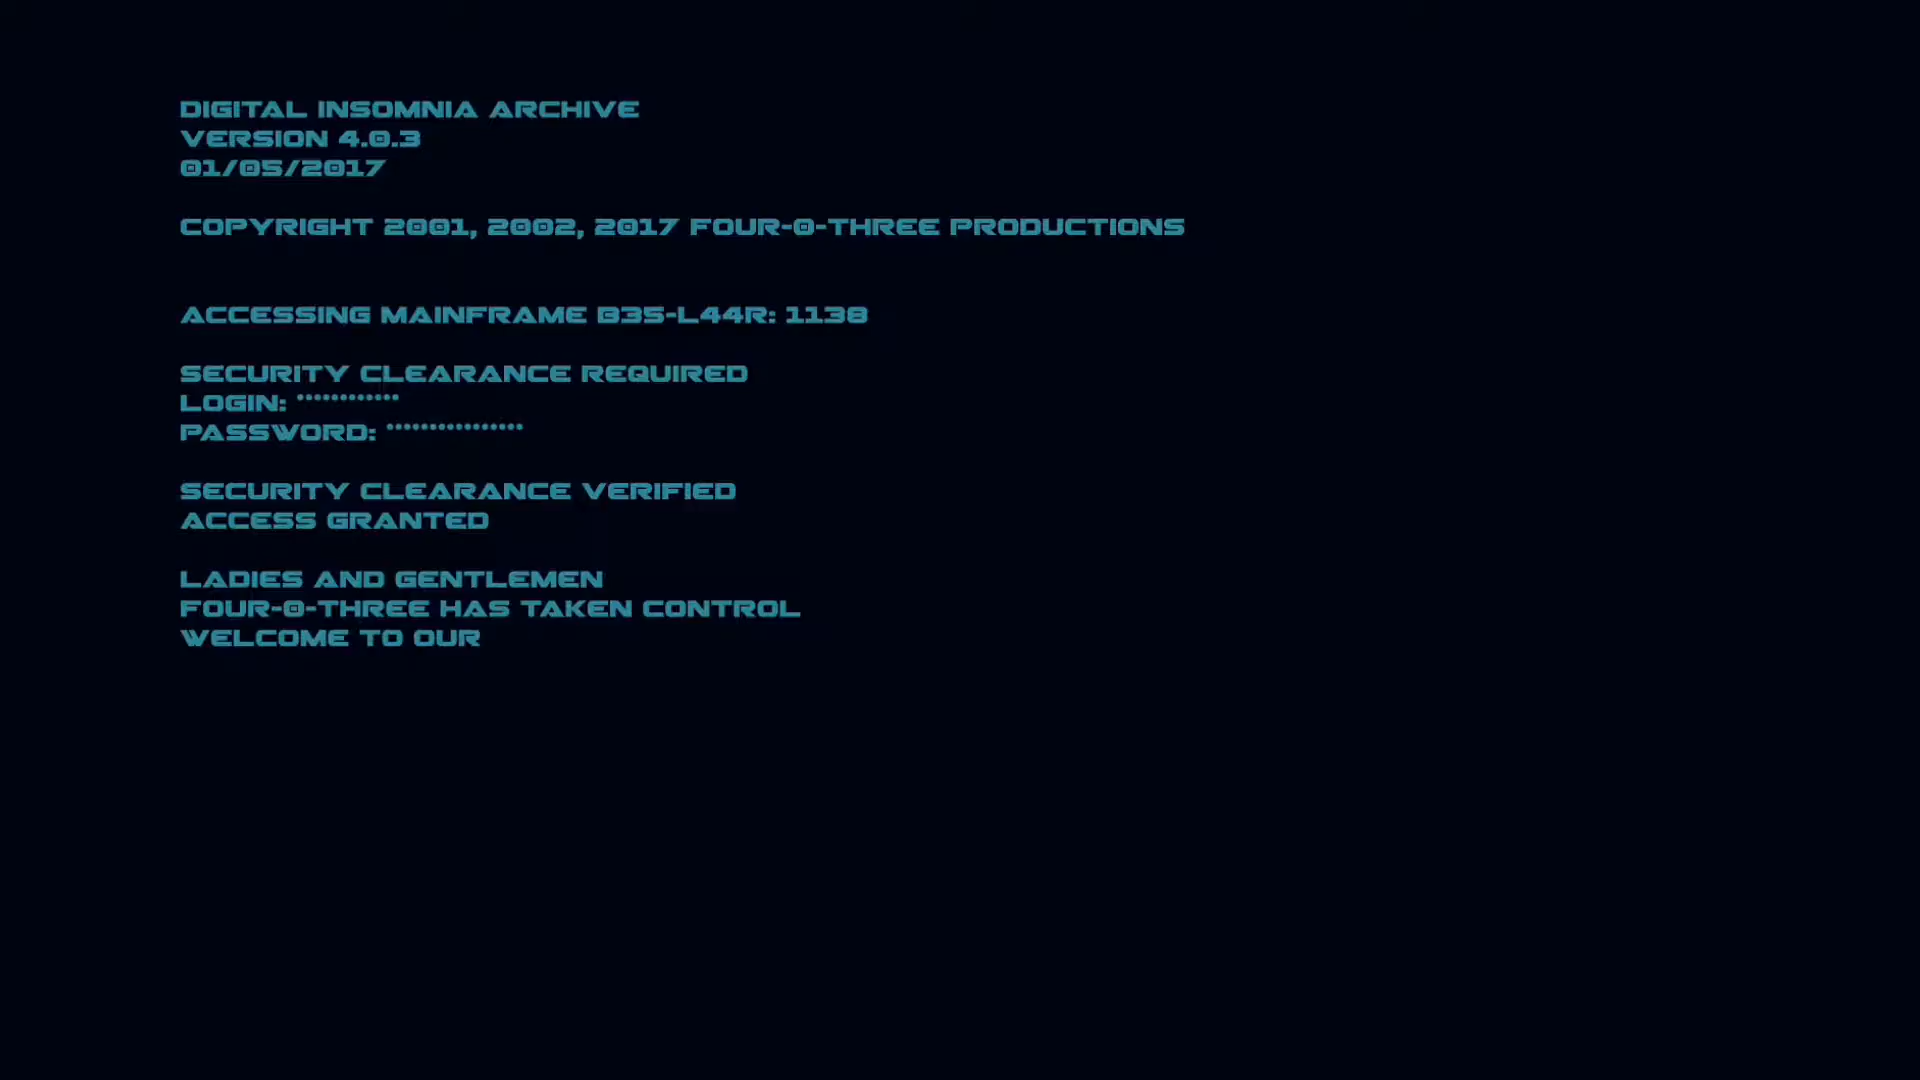 DIGITAL INSOMNIA ARCHIVE
VERSION 4.0.3
01/05/2017
COPYRIGHT 2001, 2002, 2017 FOUR-0-THREE PRODUCTIONS
ACCESSING MAINFRAME B35-L44R: 1138
SECURITY CLEARANCE REQUIRED
LOGIN: ••••••••••••
PASSWORD: ••••••••••••••••
SECURITY CLEARANCE VERIFIED
ACCESS GRANTED
LADIES AND GENTLEMEN
FOUR-0-THREE HAS TAKEN CONTROL
WELCOME TO OUR